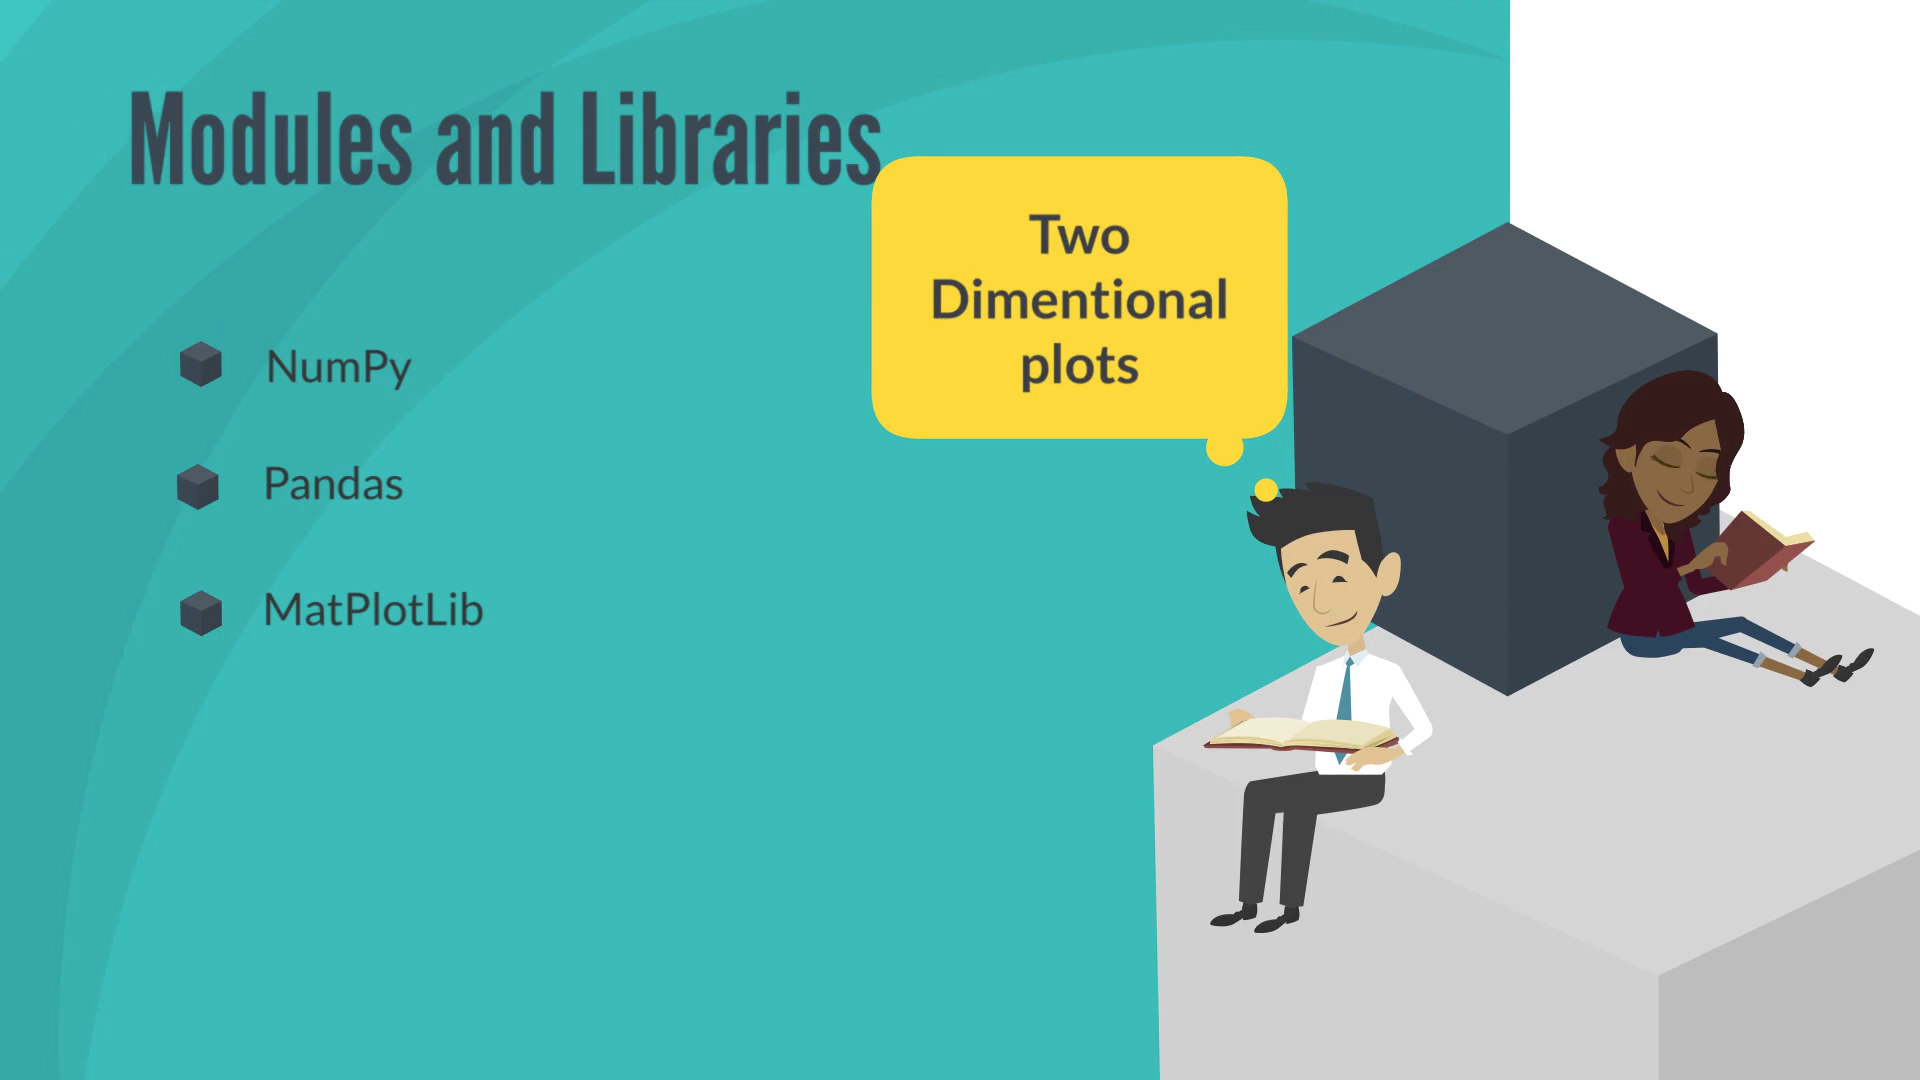 Modules and Libraries
Two
Dimentional
plots
NumPy
Pandas
MatPlotLib